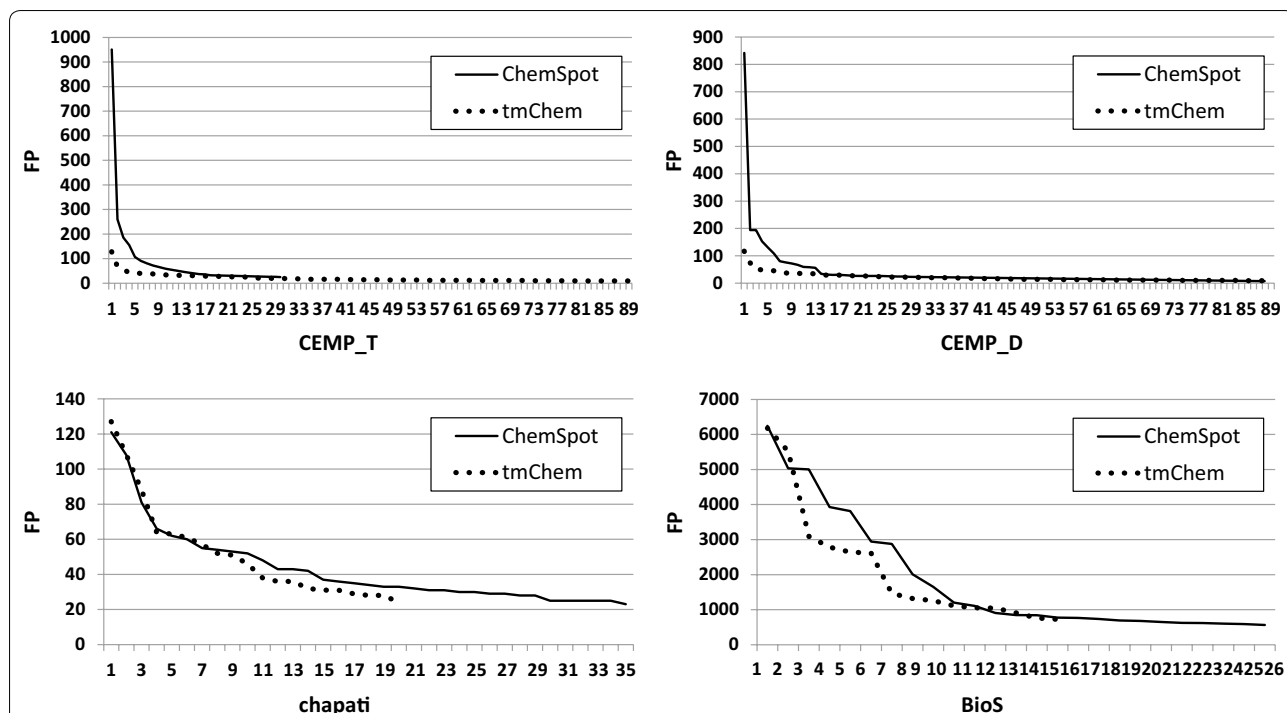 1000
900
800
700
600
500
400
300
200
100
0
FP
ChemSpot
tmChem
1 5 9 13 17 21 25 29 33 37 41 45 49 53 57 61 65 69 73 77 81 85 89
CEMP_T
900
800
700
600
500
400
300
200
100
0
FP
ChemSpot
tmChem
1 5 9 13 17 21 25 29 33 37 41 45 49 53 57 61 65 69 73 77 81 85 89
CEMP_D
140
120
100
80
60
40
20
0
FP
ChemSpot
tmChem
1 3 5 7 9 11 13 15 17 19 21 23 25 27 29 31 33 35
chapati
7000
6000
5000
4000
3000
2000
1000
0
FP
ChemSpot
tmChem
1 2 3 4 5 6 7 8 9 10 11 12 13 14 15 16 17 18 19 20 21 22 23 24 25 26
BioS